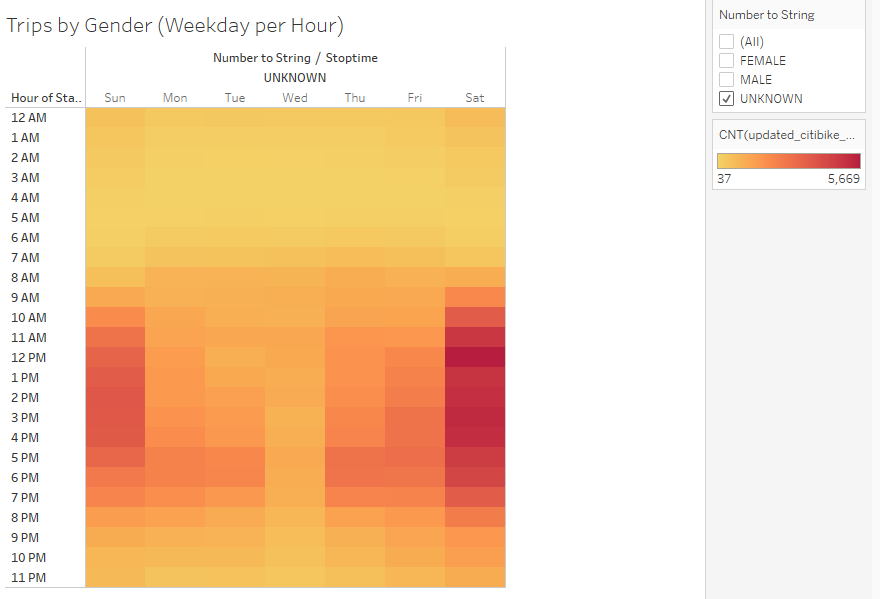 Trips by Gender (Weekday per Hour)
Number to String / Stoptime
UNKNOWN
Hour of Sta.. Sun Mon Tue Wed Thu Fri Sat
12 AM
1 AM
2 AM
3 AM
4 AM
5 AM
6 AM
7 AM
8 AM
9 AM
10 AM
11 AM
12 PM
1 PM
2 PM
3 PM
4 PM
5 PM
6 PM
7 PM
8 PM
9 PM
10 PM
11 PM
Number to String
(All)
FEMALE
MALE
UNKNOWN
CNT(updated_citibike_...
37 5,669